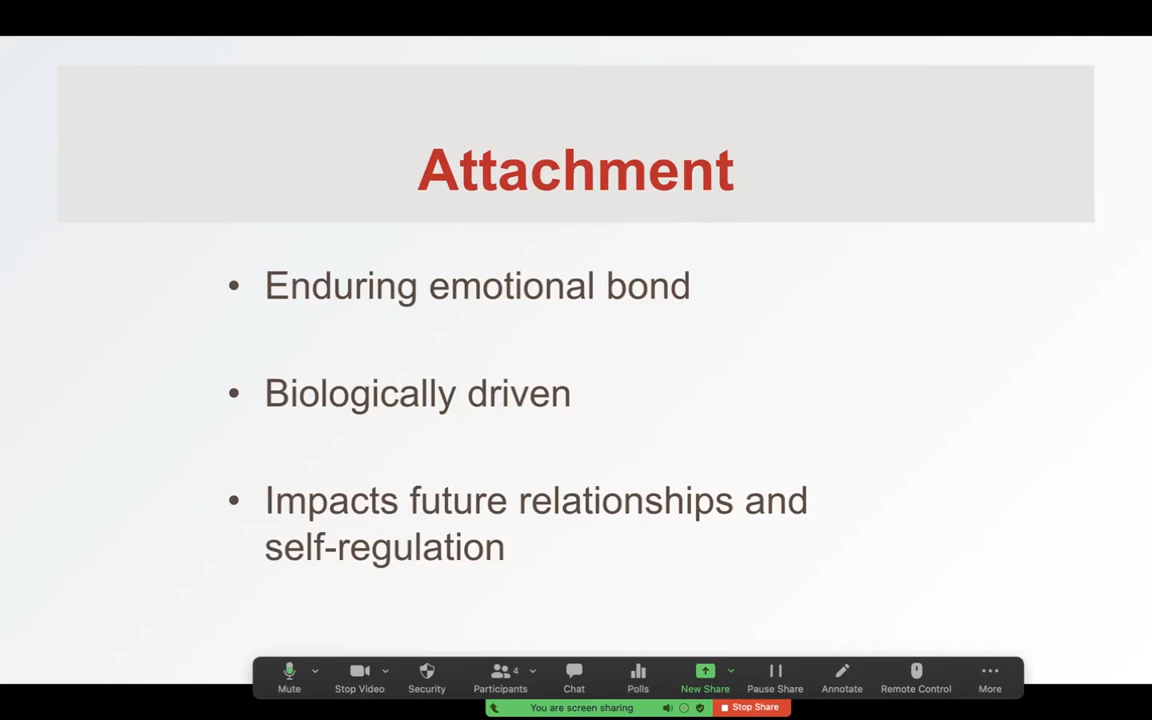 Attachment
• Enduring emotional bond
• Biologically driven
• Impacts future relationships and
self-regulation
4
Mute
Stop Video
Security
Participants
Chat
Polls
New Share
Pause Share
Annotate
Remote Control
More
You are screen sharing
Stop Share